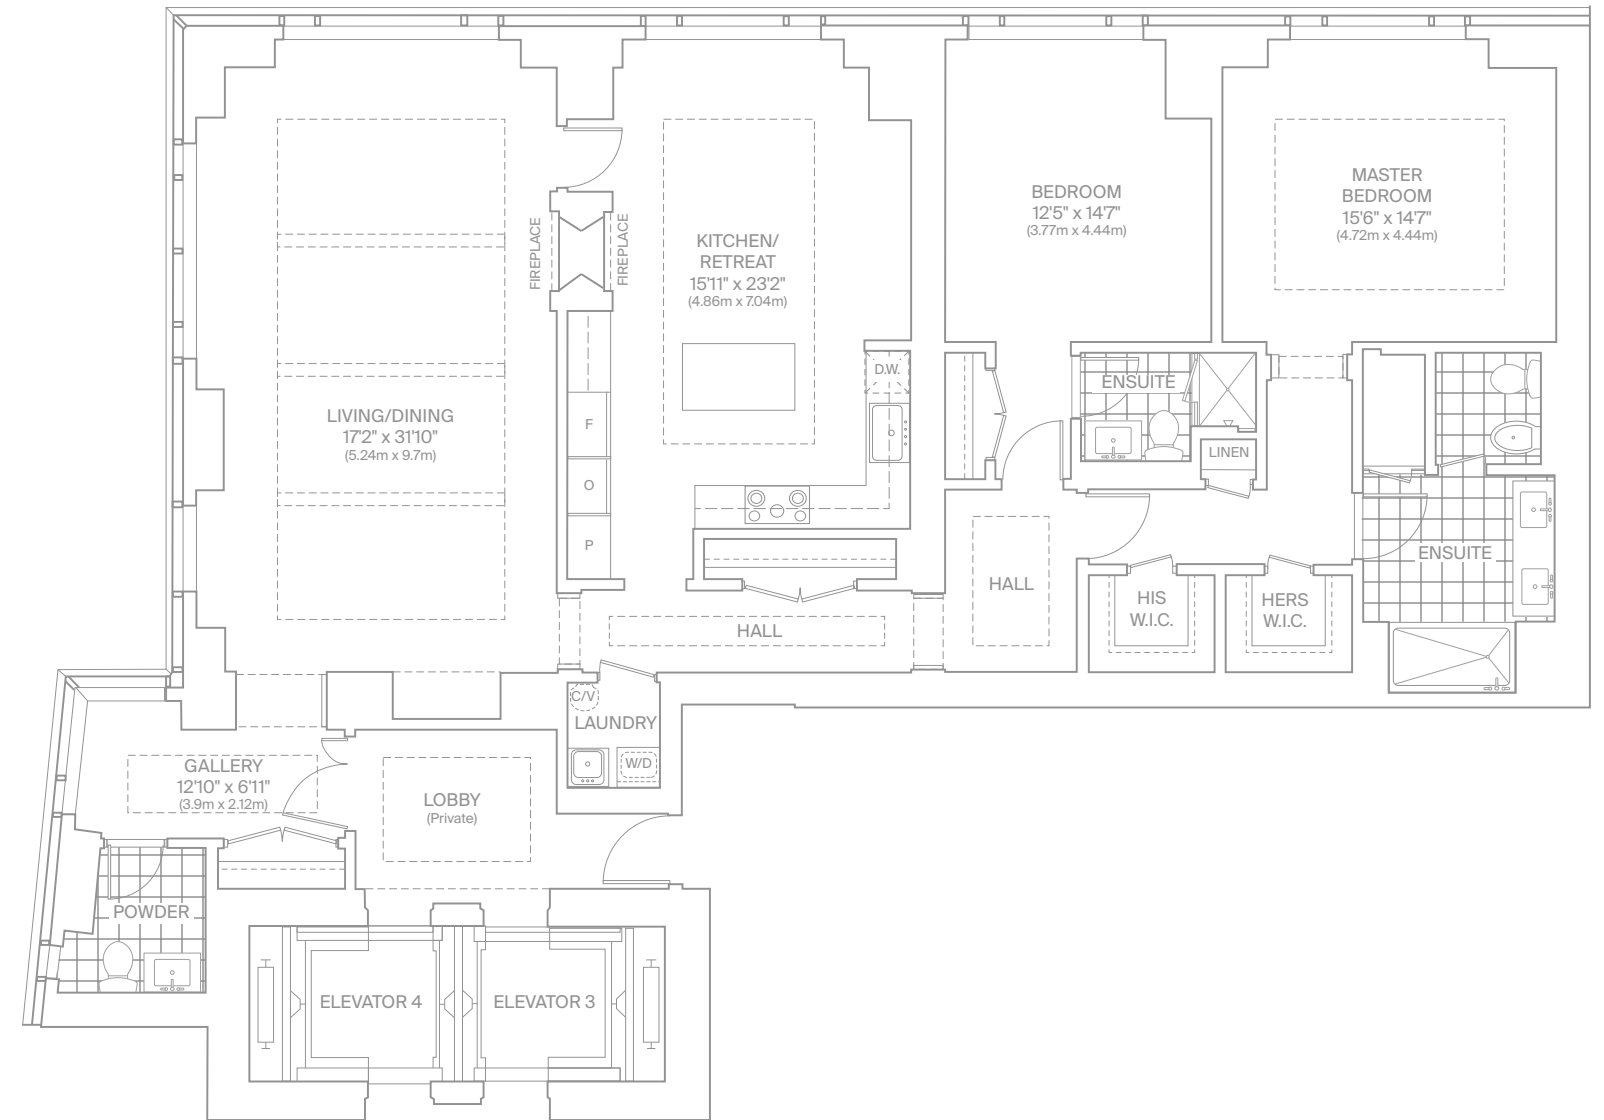 MASTER
BEDROOM
15'6" x 14'7"
(4.72m x 4.44m)
BEDROOM
12'5" x 14'7"
(3.77m x 4.44m)
FIREPLACE
FIREPLACE
KITCHEN/
RETREAT
15'11" x 23'2"
(4.86m x 7.04m)
D.W.
ENSUITE
LIVING/DINING
17'2" x 31'10"
(5.24m x 9.7m)
F
LINEN
O
P
ENSUITE
HALL
HIS
W.I.C.
HERS
W.I.C.
HALL
C/V
LAUNDRY
W/D
GALLERY
12'10" x 6'11"
(3.9m x 2.12m)
LOBBY
(Private)
POWDER
ELEVATOR 4
ELEVATOR 3